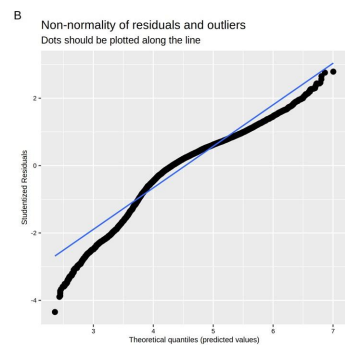 B
Non-normality of residuals and outliers
Dots should be plotted along the line
Studentized Residuals
2
0
-2
-4
3
4
5
6
7
Theoretical quantiles (predicted values)